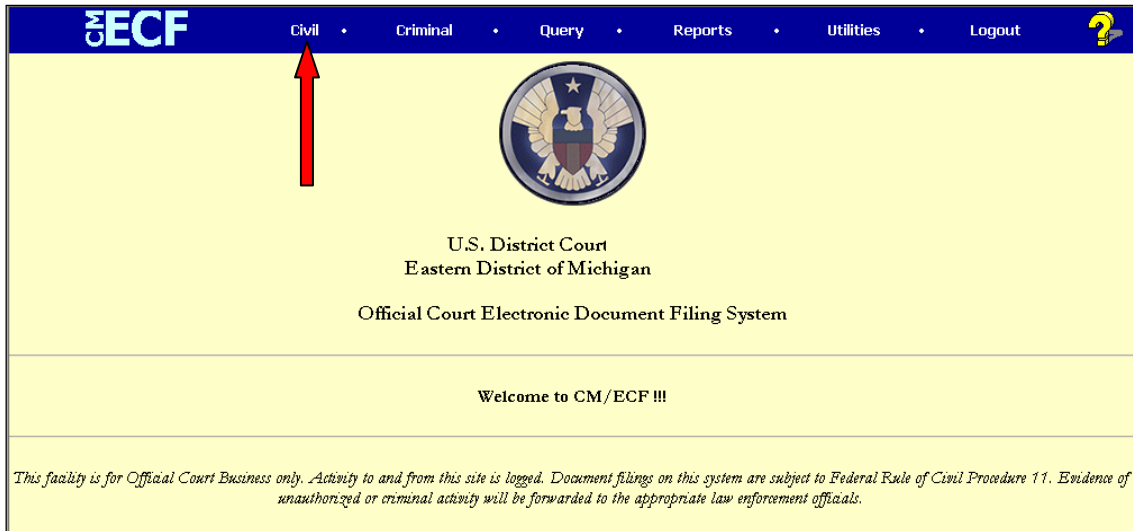 CM ECF Civil • Criminal • Query • Reports • Utilities • Logout ?
U.S. District Court
Eastern District of Michigan
Official Court Electronic Document Filing System
Welcome to CM/ECF !!!
This facility is for Official Court Business only. Activity to and from this site is logged. Document filings on this system are subject to Federal Rule of Civil Procedure 11. Evidence of
unauthorized or criminal activity will be forwarded to the appropriate law enforcement officials.